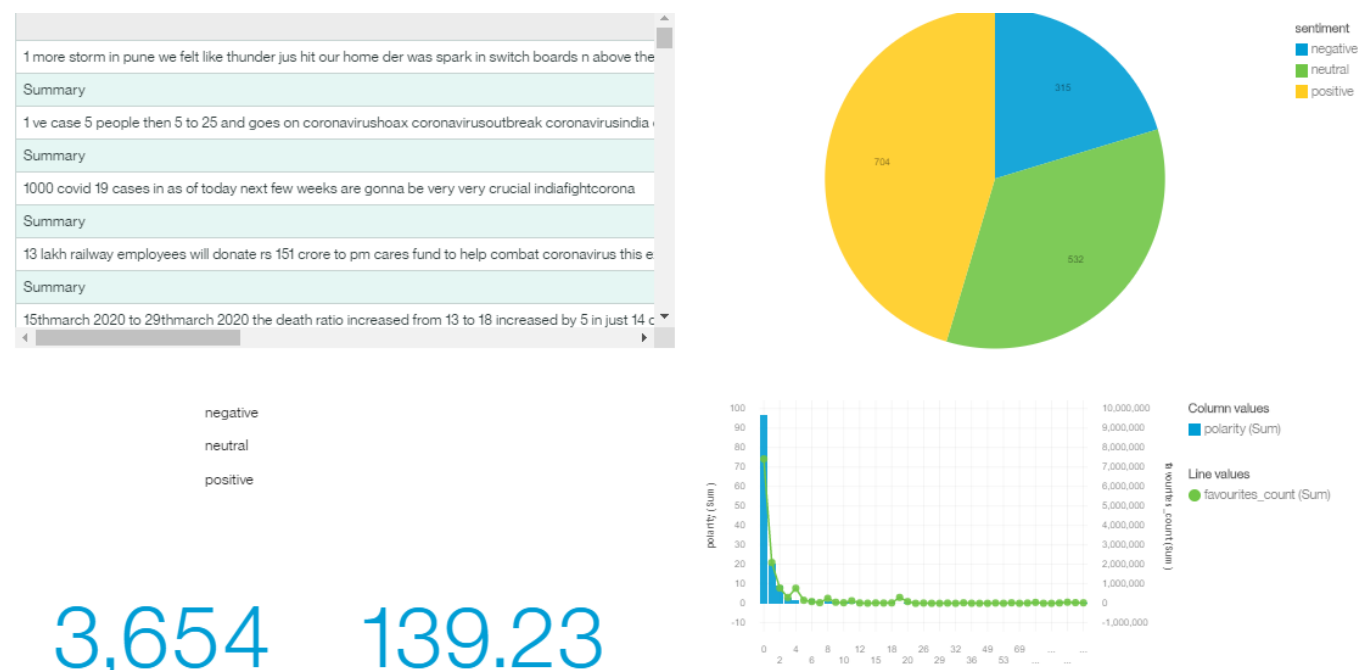 1 more storm in pune we felt like thunder jus hit our home der was spark in switch boards n above the
Summary
1 ve case 5 people then 5 to 25 and goes on coronavirushoax coronavirusoutbreak coronavirusindia
Summary
1000 covid 19 cases in as of today next few weeks are gonna be very very crucial indiafightcorona
Summary
13 lakh railway employees will donate rs 151 crore to pm cares fund to help combat coronavirus this e
Summary
15thmarch 2020 to 29thmarch 2020 the death ratio increased from 13 to 18 increased by 5 in just 14
sentiment
negative
neutral
positive
315
704
532
negative
neutral
positive
3,654
139.23
100
90
80
70
60
50
40
30
20
10
0
-10
polarity (Sum)
10,000,000
9,000,000
8,000,000
7,000,000
6,000,000
5,000,000
4,000,000
3,000,000
2,000,000
1,000,000
0
-1,000,000
count (Sum)
0 4 8 12 18 22 32 49 69 ... ...
2 6 10 15 20 29 36 53 ... ...
Column values
polarity (Sum)
Line values
favourites_count (Sum)